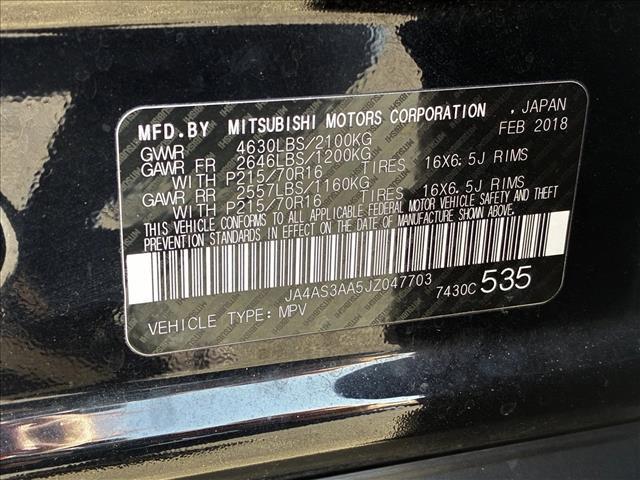 MFD.BY MITSUBISHI MOTORS CORPORATION , JAPAN
GVWR 4630LBS/2100KG FEB 2018
GAWR FR 2646LBS/1200KG
WITH P215/70R16 TIRES 16X6.5J RIMS
GAWR RR 2557LBS/1160KG
WITH P215/70R16 TIRES 16X6.5J RIMS
THIS VEHICLE CONFORMS TO ALL APPLICABLE FEDERAL MOTOR VEHICLE SAFETY AND THEFT
PREVENTION STANDARDS IN EFFECT ON THE DATE OF MANUFACTURE SHOWN ABOVE.
JA4AS3AA5JZ047703
7430C 535
VEHICLE TYPE: MPV